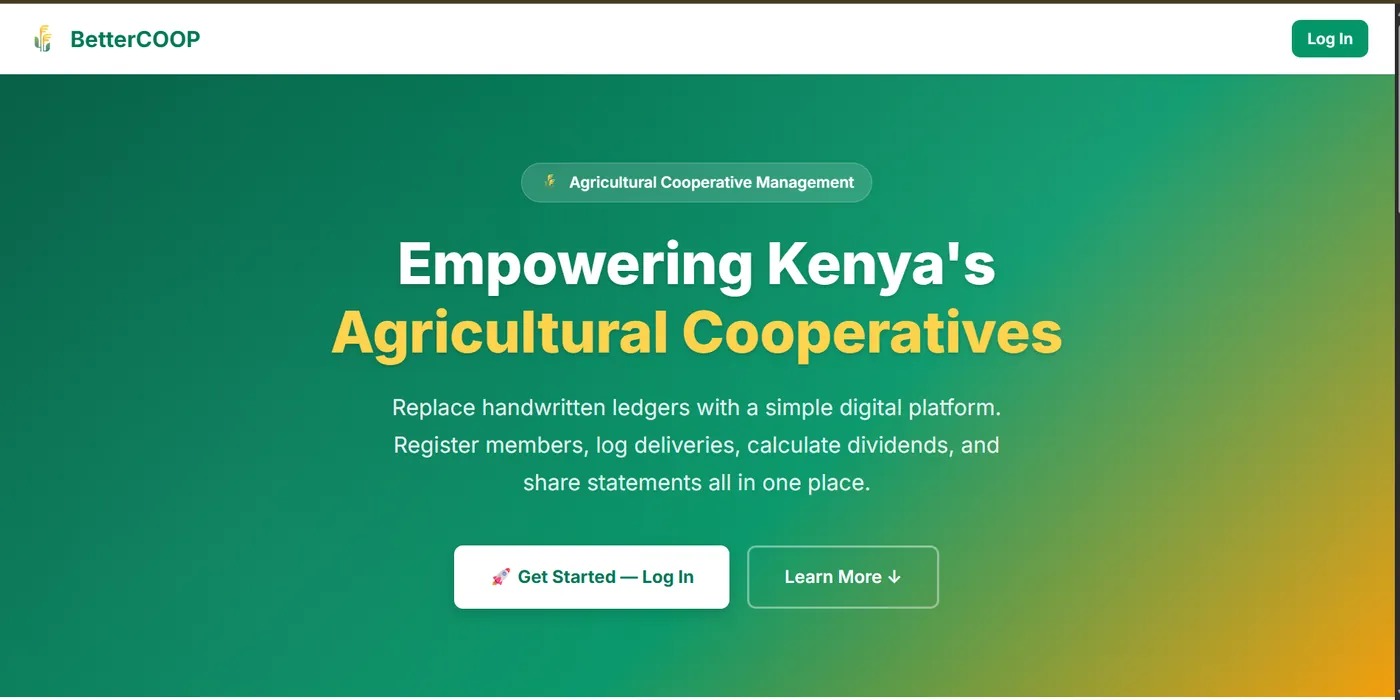 BetterCOOP
Log In
Agricultural Cooperative Management
Empowering Kenya's
Agricultural Cooperatives
Replace handwritten ledgers with a simple digital platform.
Register members, log deliveries, calculate dividends, and
share statements all in one place.
🚀 Get Started — Log In
Learn More ↓